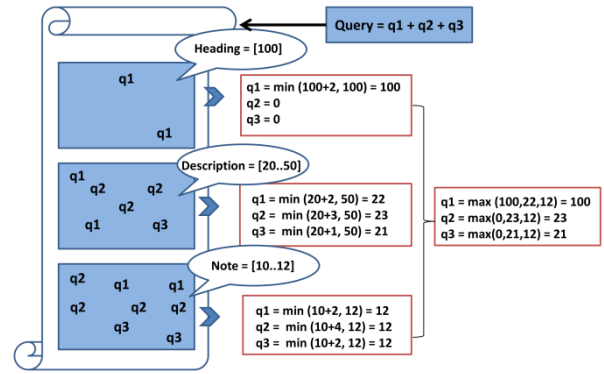 Query = q1 + q2 + q3
Heading = [100]
q1
q1
q1 = min (100+2, 100) = 100
q2 = 0
q3 = 0
Description = [20..50]
q1
q2 q2
q2
q1 q3
q1 = min (20+2, 50) = 22
q2 = min (20+3, 50) = 23
q3 = min (20+1, 50) = 21
q1 = max (100,22,12) = 100
q2 = max(0,23,12) = 23
q3 = max(0,21,12) = 21
Note = [10..12]
q2 q1 q1
q2 q2 q2
q3
q3
q1 = min (10+2, 12) = 12
q2 = min (10+4, 12) = 12
q3 = min (10+2, 12) = 12